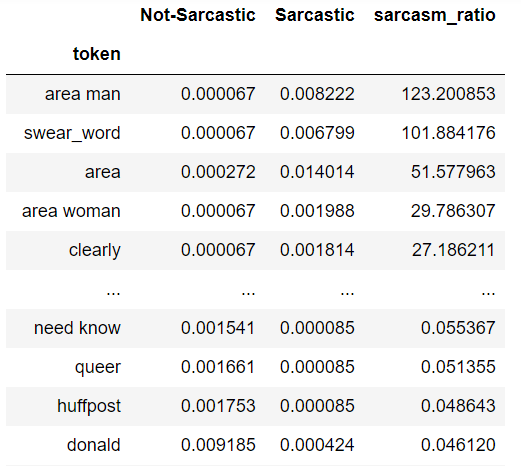 Not-Sarcastic Sarcastic sarcasm_ratio
token
area man 0.000067 0.008222 123.200853
swear_word 0.000067 0.006799 101.884176
area 0.000272 0.014014 51.577963
area woman 0.000067 0.001988 29.786307
clearly 0.000067 0.001814 27.186211
... ... ... ...
need know 0.001541 0.000085 0.055367
queer 0.001661 0.000085 0.051355
huffpost 0.001753 0.000085 0.048643
donald 0.009185 0.000424 0.046120